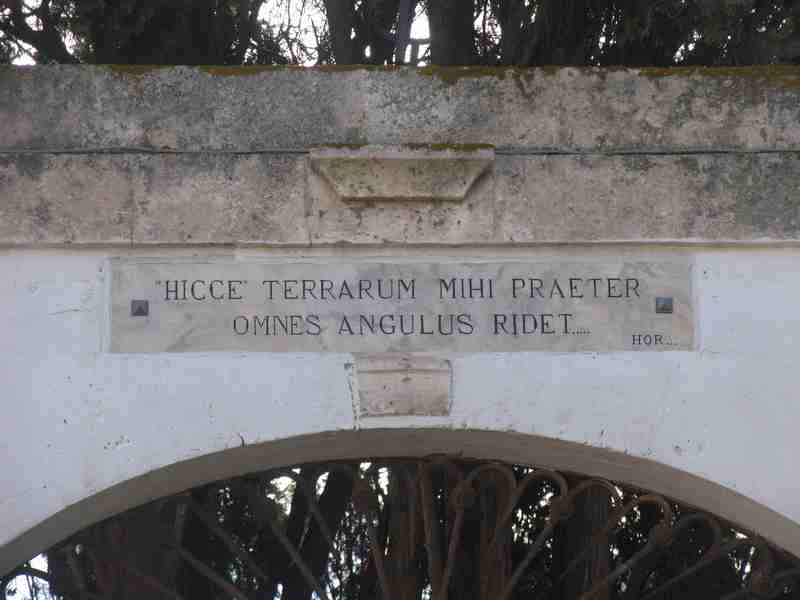 "HICCE" TERRARUM MIHI PRAETER
OMNES ANGULUS RIDET.....
HOR...